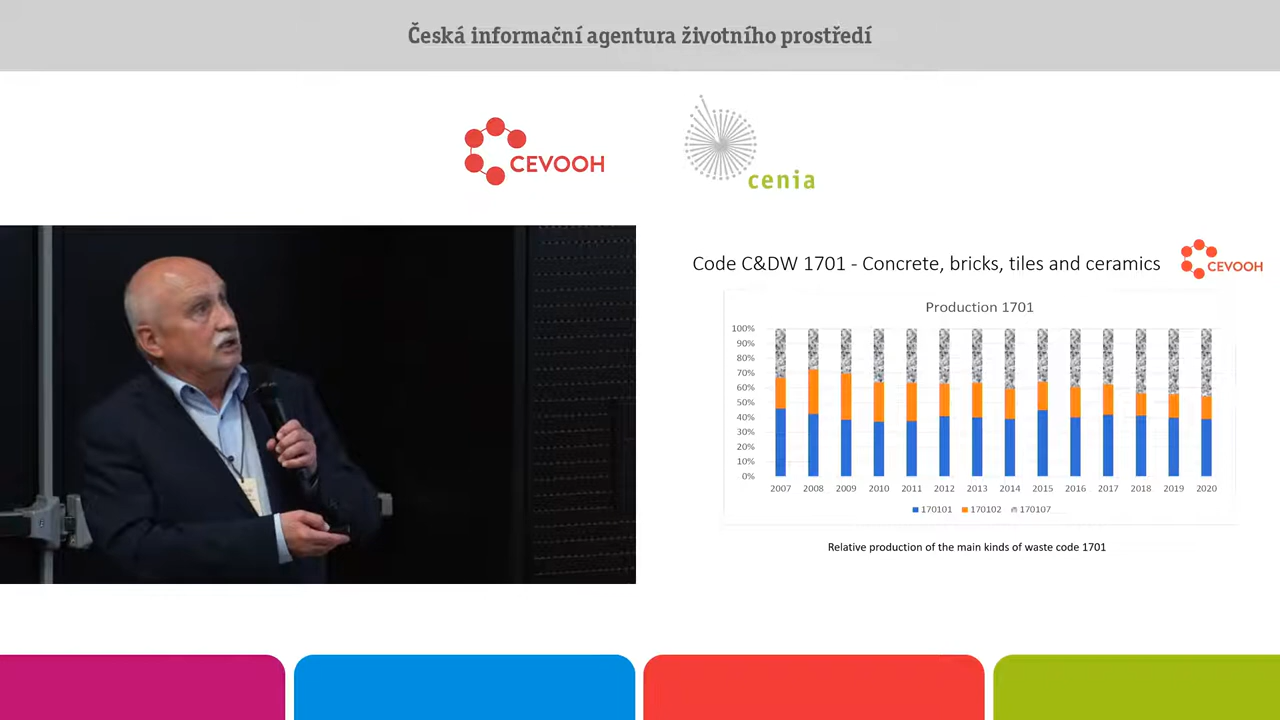 Česká informační agentura životního prostředí
CEVOOH
cenia
Code C&DW 1701 - Concrete, bricks, tiles and ceramics
CEVOOH
Production 1701
100%
90%
80%
70%
60%
50%
40%
30%
20%
10%
0%
2007 2008 2009 2010 2011 2012 2013 2014 2015 2016 2017 2018 2019 2020
170101 170102 170107
Relative production of the main kinds of waste code 1701